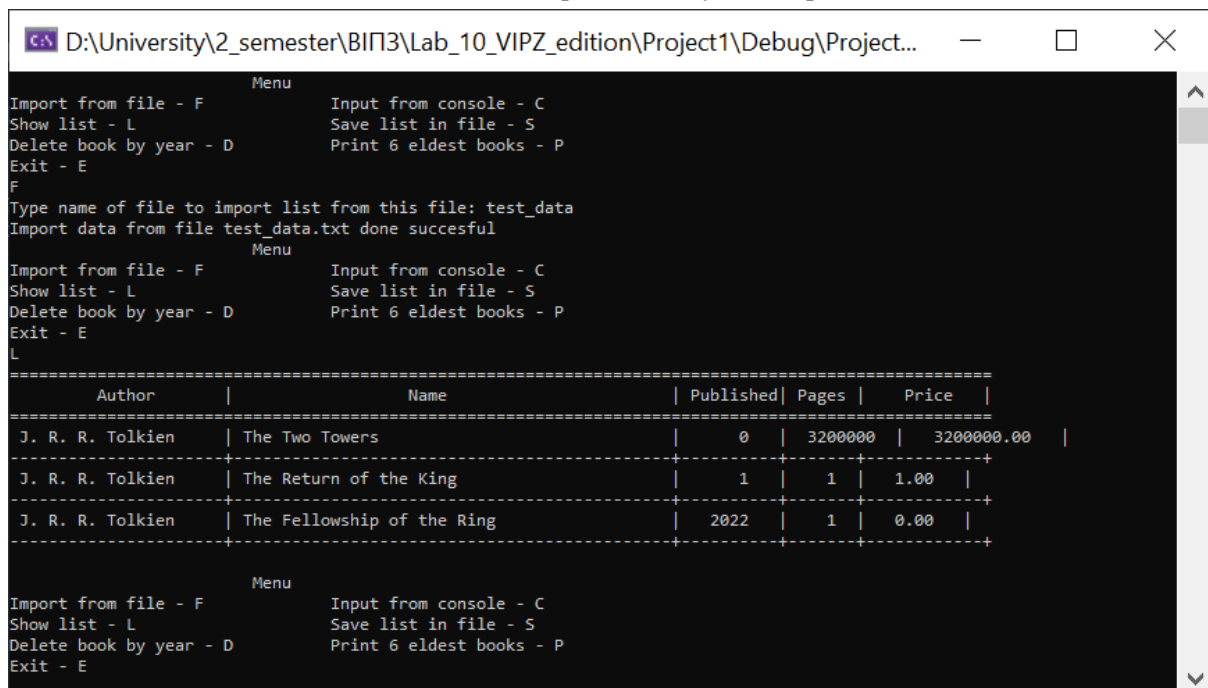 D:\University\2_semester\ВІПЗ\Lab_10_VIPZ_edition\Project1\Debug\Project...
Menu
Import from file - F Input from console - C
Show list - L Save list in file - S
Delete book by year - D Print 6 eldest books - P
Exit - E
F
Type name of file to import list from this file: test_data
Import data from file test_data.txt done succesful
Menu
Import from file - F Input from console - C
Show list - L Save list in file - S
Delete book by year - D Print 6 eldest books - P
Exit - E
L
==========================================================================================
Author | Name | Published| Pages | Price |
==========================================================================================
J. R. R. Tolkien | The Two Towers | 0 | 3200000 | 3200000.00 |
----------------------+---------------------------------------------+----------+-------+------------+
J. R. R. Tolkien | The Return of the King | 1 | 1 | 1.00 |
----------------------+---------------------------------------------+----------+-------+------------+
J. R. R. Tolkien | The Fellowship of the Ring | 2022 | 1 | 0.00 |
----------------------+---------------------------------------------+----------+-------+------------+
Menu
Import from file - F Input from console - C
Show list - L Save list in file - S
Delete book by year - D Print 6 eldest books - P
Exit - E